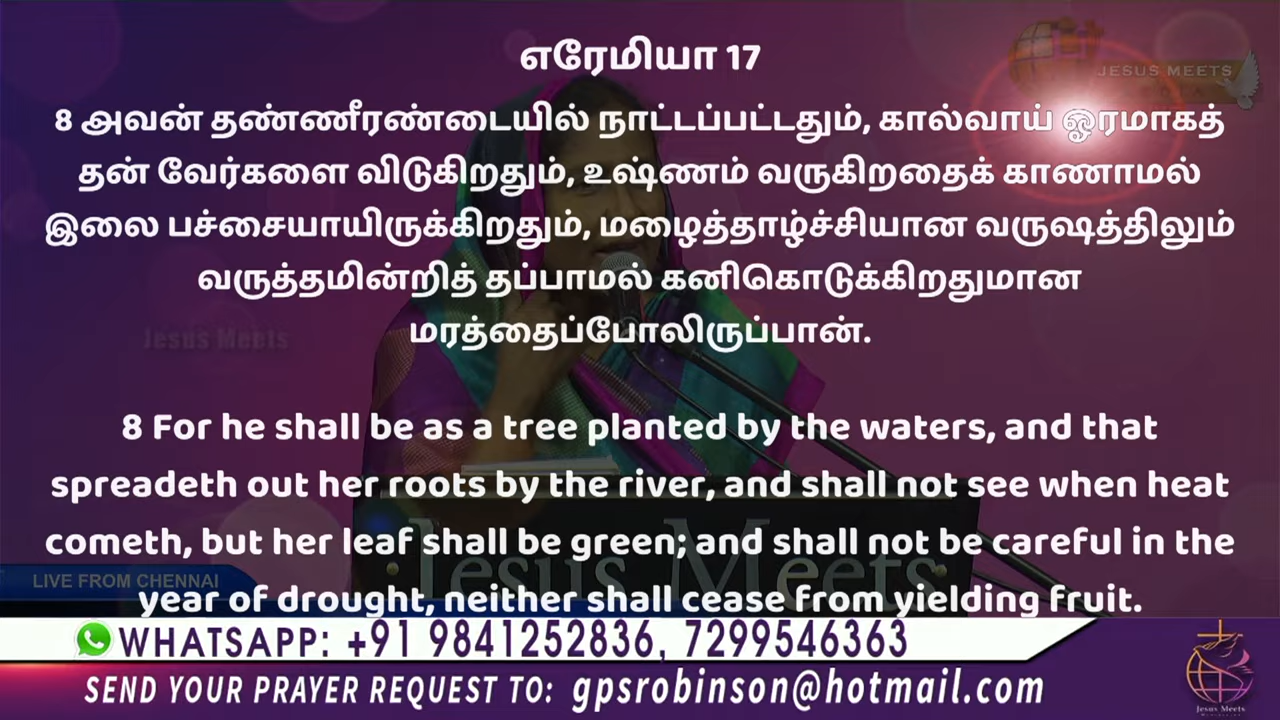 எரேமியா 17
JESUS MEETS
8 அவன் தண்ணீரண்டையில் நாட்டப்பட்டதும், கால்வாய் ஓரமாகத்
தன் வேர்களை விடுகிறதும், உஷ்ணம் வருகிறதைக் காணாமல்
இலை பச்சையாயிருக்கிறதும், மழைத்தாழ்ச்சியான வருஷத்திலும்
வருத்தமின்றித் தப்பாமல் கனிகொடுக்கிறதுமான
மரத்தைப்போலிருப்பான்.
Jesus Meets
8 For he shall be as a tree planted by the waters, and that
spreadeth out her roots by the river, and shall not see when heat
cometh, but her leaf shall be green; and shall not be careful in the
year of drought, neither shall cease from yielding fruit.
Jesus Meets
LIVE FROM CHENNAI
WHATSAPP: +91 9841252836, 7299546363
SEND YOUR PRAYER REQUEST TO: gpsrobinson@hotmail.com
Jesus Meets